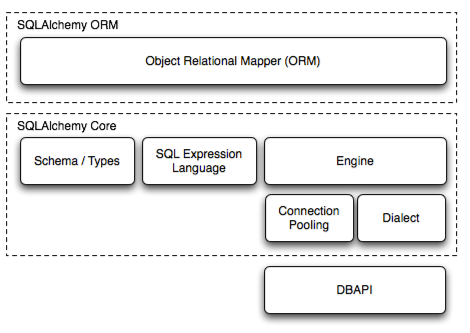 SQLAlchemy ORM
Object Relational Mapper (ORM)
SQLAlchemy Core
Schema / Types
SQL Expression
Language
Engine
Connection
Pooling
Dialect
DBAPI